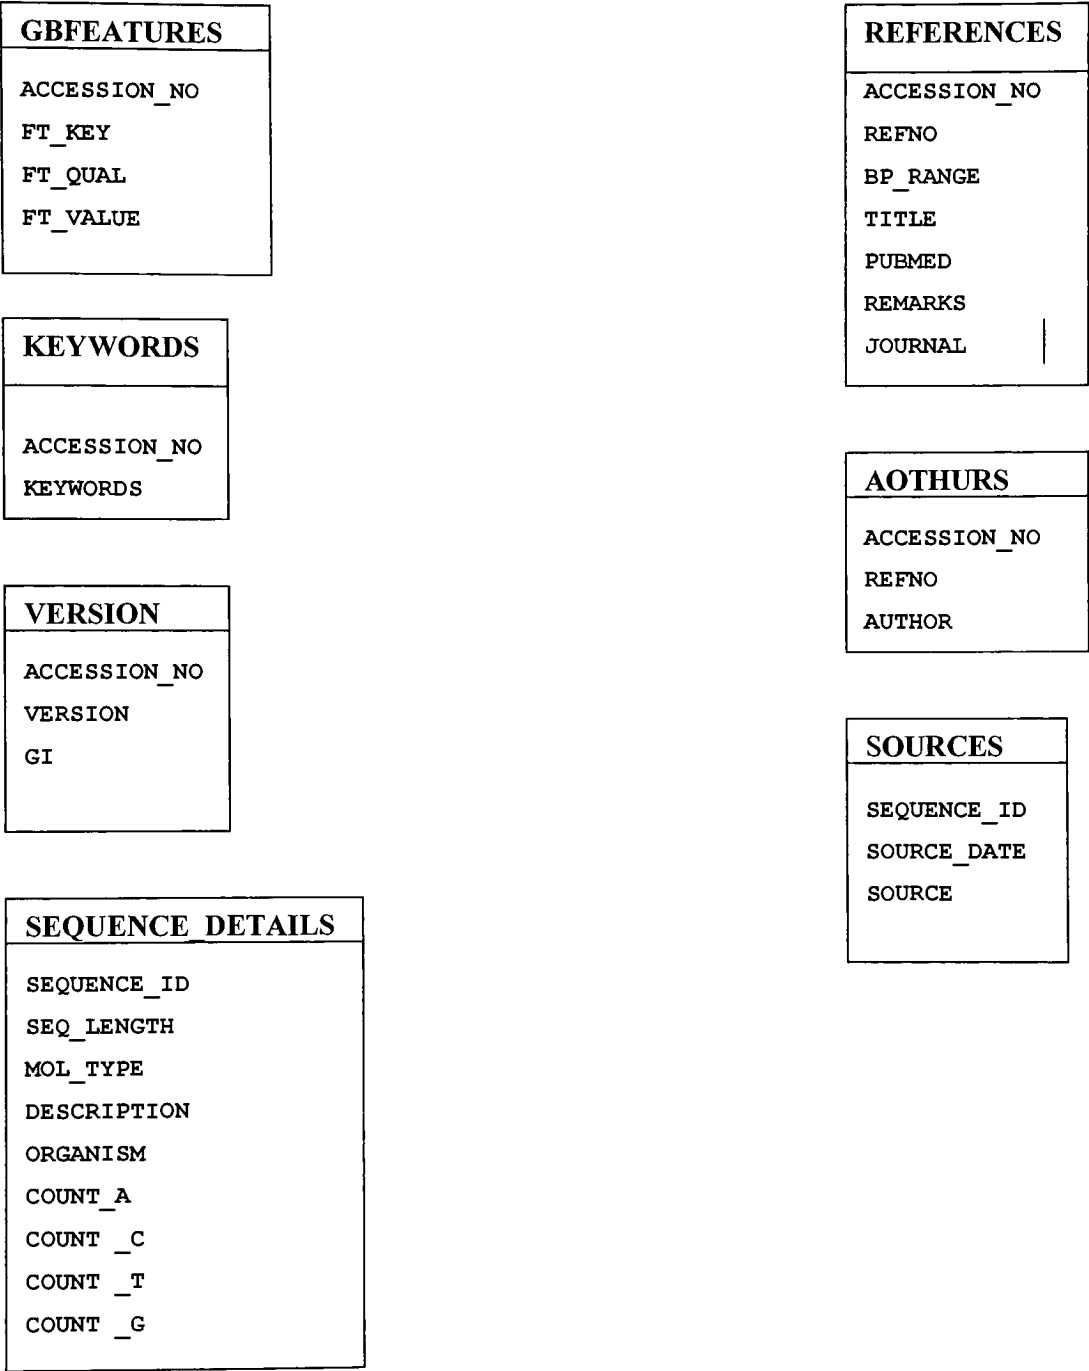 GBFEATURES
ACCESSION_NO
FT_KEY
FT_QUAL
FT_VALUE
KEYWORDS
ACCESSION_NO
KEYWORDS
VERSION
ACCESSION_NO
VERSION
GI
SEQUENCE_DETAILS
SEQUENCE_ID
SEQ_LENGTH
MOL_TYPE
DESCRIPTION
ORGANISM
COUNT_A
COUNT _C
COUNT _T
COUNT _G
REFERENCES
ACCESSION_NO
REFNO
BP_RANGE
TITLE
PUBMED
REMARKS
JOURNAL
AOTHURS
ACCESSION_NO
REFNO
AUTHOR
SOURCES
SEQUENCE_ID
SOURCE_DATE
SOURCE